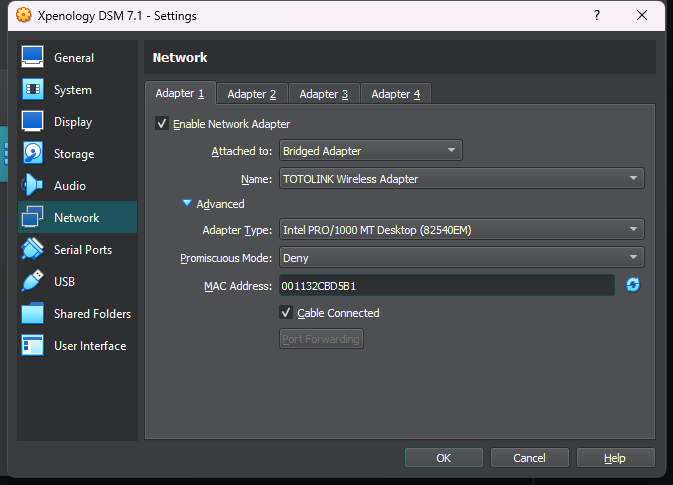 Xpenology DSM 7.1 - Settings
?
General
System
Display
Storage
Audio
Network
Serial Ports
USB
Shared Folders
User Interface
Network
Adapter 1
Adapter 2
Adapter 3
Adapter 4
Enable Network Adapter
Attached to: Bridged Adapter
Name: TOTOLINK Wireless Adapter
Advanced
Adapter Type: Intel PRO/1000 MT Desktop (82540EM)
Promiscuous Mode: Deny
MAC Address: 001132CBD5B1
Cable Connected
Port Forwarding
OK
Cancel
Help